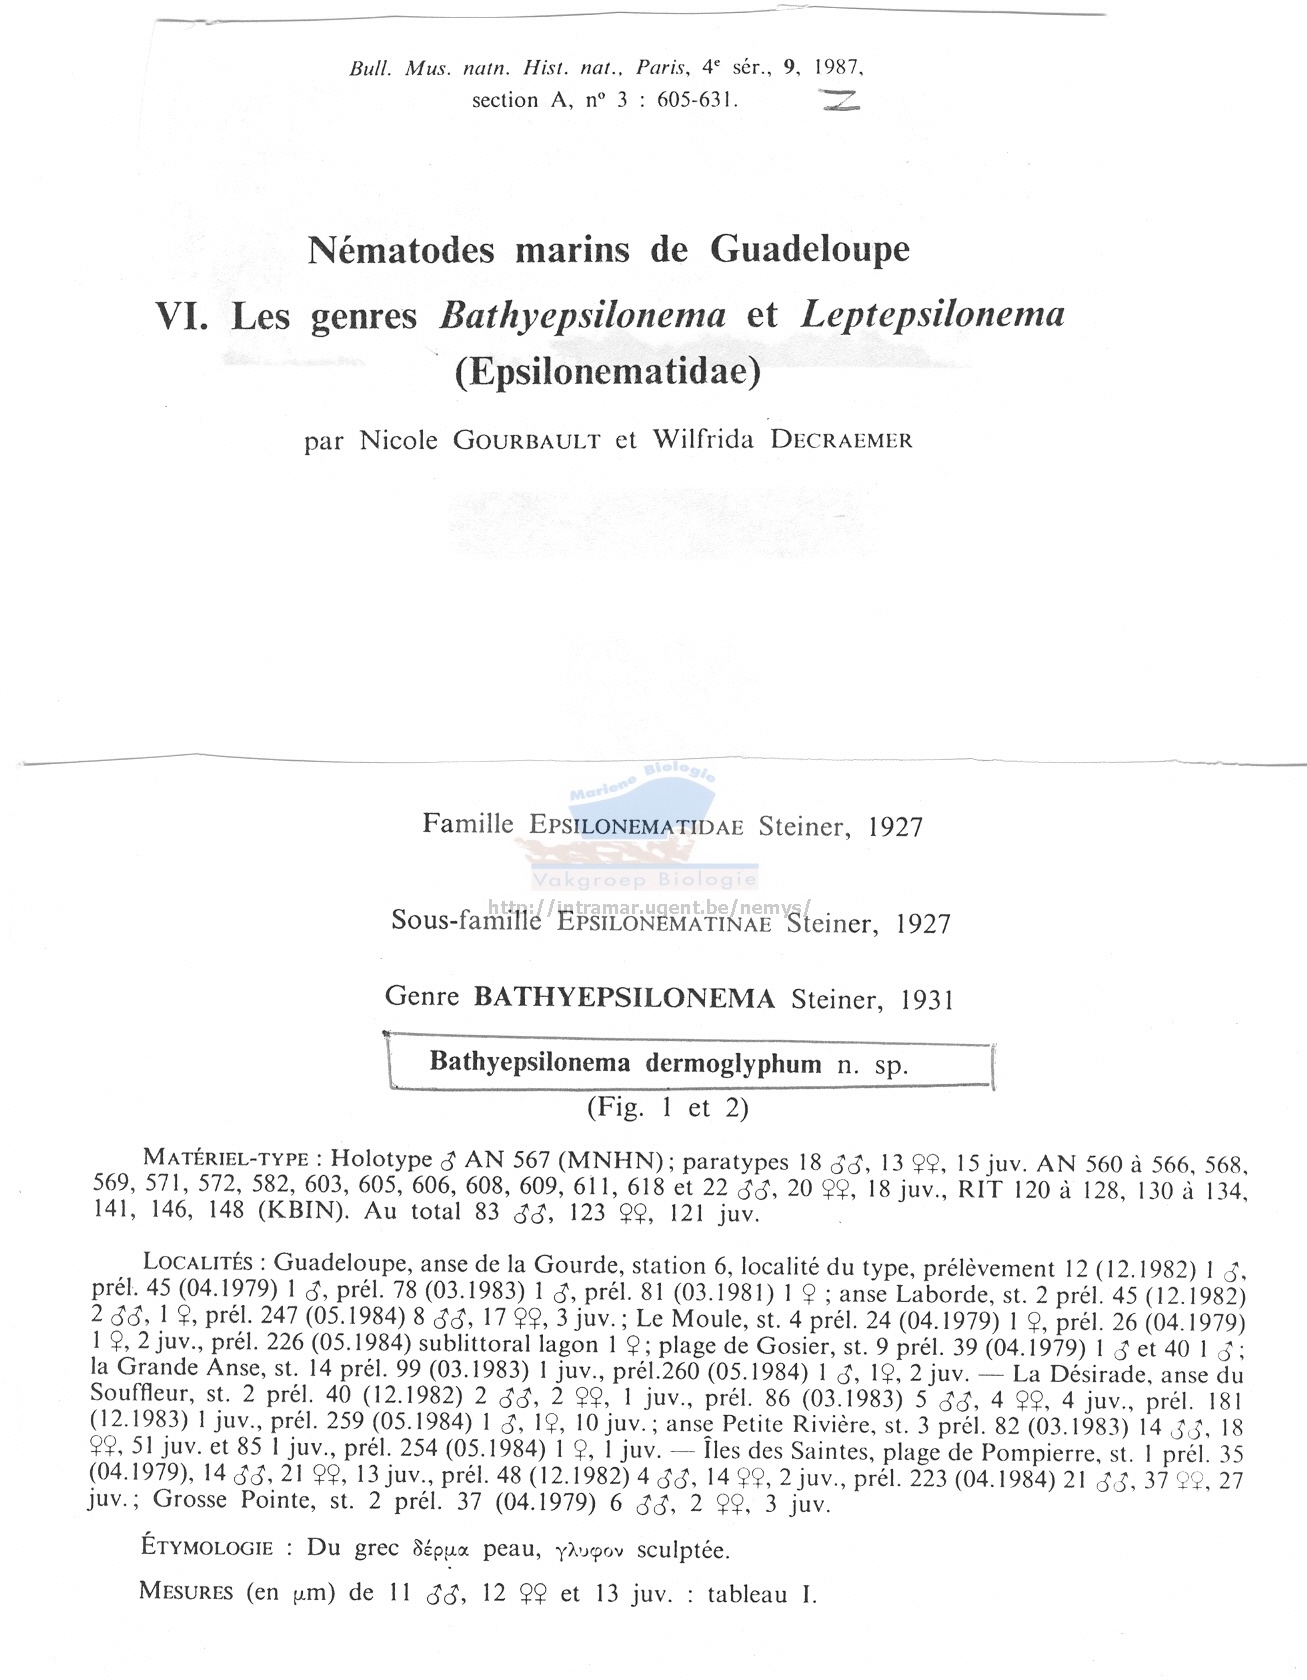 Bull. Mus. natn. Hist. nat., Paris, 4e sér., 9, 1987,
section A, no 3 : 605-631.
Nématodes marins de Guadeloupe
VI. Les genres Bathyepsilonema et Leptepsilonema
(Epsilonematidae)
par Nicole GOURBAULT et Wilfrida DECRAEMER
Mariene Biologie
Famille EPSILONEMATIDAE Steiner, 1927
Vakgroep Biologie
http://intramar.ugent.be/nemys/
Sous-famille EPSILONEMATINAE Steiner, 1927
Genre BATHYEPSILONEMA Steiner, 1931
Bathyepsilonema dermoglyphum n. sp.
(Fig. 1 et 2)
MATÉRIEL-TYPE : Holotype ♂ AN 567 (MNHN) ; paratypes 18 ♂♂, 13 ♀♀, 15 juv. AN 560 à 566, 568,
569, 571, 572, 582, 603, 605, 606, 608, 609, 611, 618 et 22 ♂♂, 20 ♀♀, 18 juv., RIT 120 à 128, 130 à 134,
141, 146, 148 (KBIN). Au total 83 ♂♂, 123 ♀♀, 121 juv.
LOCALITÉS : Guadeloupe, anse de la Gourde, station 6, localité du type, prélèvement 12 (12.1982) 1 ♂,
prél. 45 (04.1979) 1 ♂, prél. 78 (03.1983) 1 ♂, prél. 81 (03.1981) 1 ♀ ; anse Laborde, st. 2 prél. 45 (12.1982)
2 ♂♂, 1 ♀, prél. 247 (05.1984) 8 ♂♂, 17 ♀♀, 3 juv. ; Le Moule, st. 4 prél. 24 (04.1979) 1 ♀, prél. 26 (04.1979)
1 ♀, 2 juv., prél. 226 (05.1984) sublittoral lagon 1 ♀ ; plage de Gosier, st. 9 prél. 39 (04.1979) 1 ♂ et 40 1 ♂ ;
la Grande Anse, st. 14 prél. 99 (03.1983) 1 juv., prél.260 (05.1984) 1 ♂, 1♀, 2 juv. — La Désirade, anse du
Souffleur, st. 2 prél. 40 (12.1982) 2 ♂♂, 2 ♀♀, 1 juv., prél. 86 (03.1983) 5 ♂♂, 4 ♀♀, 4 juv., prél. 181
(12.1983) 1 juv., prél. 259 (05.1984) 1 ♂, 1♀, 10 juv. ; anse Petite Rivière, st. 3 prél. 82 (03.1983) 14 ♂♂, 18
♀♀, 51 juv. et 85 1 juv., prél. 254 (05.1984) 1 ♀, 1 juv. — Îles des Saintes, plage de Pompierre, st. 1 prél. 35
(04.1979), 14 ♂♂, 21 ♀♀, 13 juv., prél. 48 (12.1982) 4 ♂♂, 14 ♀♀, 2 juv., prél. 223 (04.1984) 21 ♂♂, 37 ♀♀, 27
juv. ; Grosse Pointe, st. 2 prél. 37 (04.1979) 6 ♂♂, 2 ♀♀, 3 juv.
ÉTYMOLOGIE : Du grec δέρμα peau, γλυφον sculptée.
MESURES (en μm) de 11 ♂♂, 12 ♀♀ et 13 juv. : tableau I.